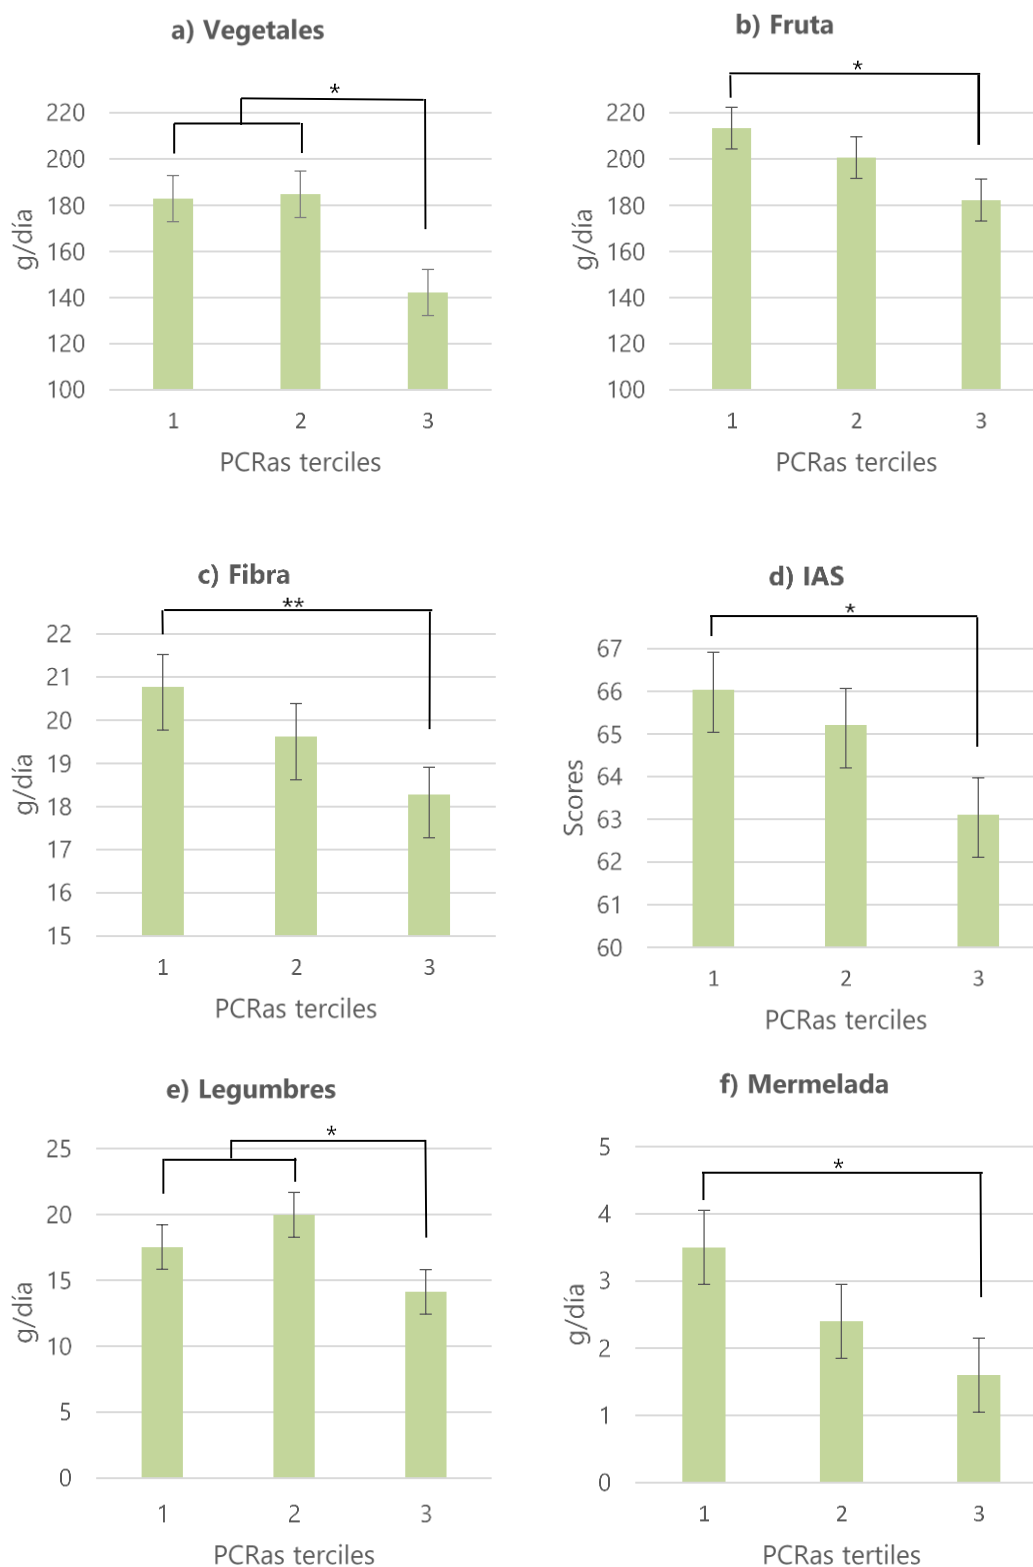 a) Vegetales
*
220
200
180
160
140
120
100
g/día
1 2 3
PCRas terciles
b) Fruta
*
220
200
180
160
140
120
100
g/día
1 2 3
PCRas terciles
c) Fibra
**
22
21
20
19
18
17
16
15
g/día
1 2 3
PCRas terciles
d) IAS
*
67
66
65
64
63
62
61
60
Scores
1 2 3
PCRas terciles
e) Legumbres
*
25
20
15
10
5
0
g/día
1 2 3
PCRas terciles
f) Mermelada
*
5
4
3
2
1
0
g/día
1 2 3
PCRas tertiles